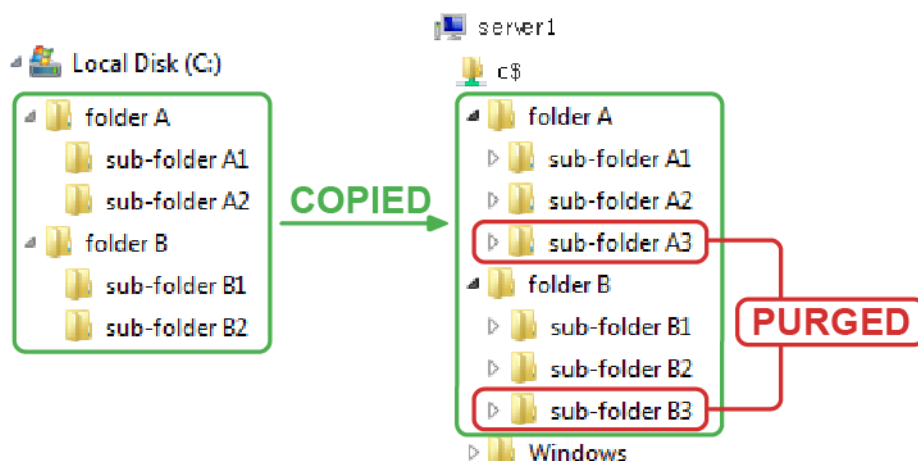 Local Disk (C:)
folder A
sub-folder A1
sub-folder A2
folder B
sub-folder B1
sub-folder B2
COPIED
server1
c$
folder A
sub-folder A1
sub-folder A2
sub-folder A3
folder B
sub-folder B1
sub-folder B2
sub-folder B3
Windows
PURGED